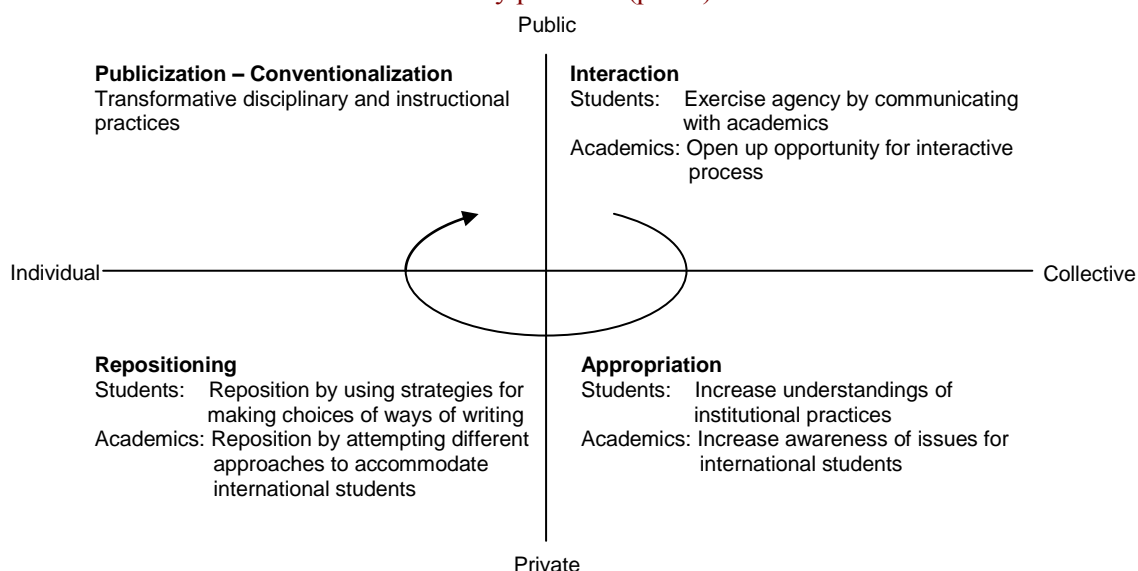 Public
Publicization – Conventionalization
Transformative disciplinary and instructional
practices
Interaction
Students: Exercise agency by communicating
with academics
Academics: Open up opportunity for interactive
process
Individual
Collective
Repositioning
Students: Reposition by using strategies for
making choices of ways of writing
Academics: Reposition by attempting different
approaches to accommodate
international students
Appropriation
Students: Increase understandings of
institutional practices
Academics: Increase awareness of issues for
international students
Private